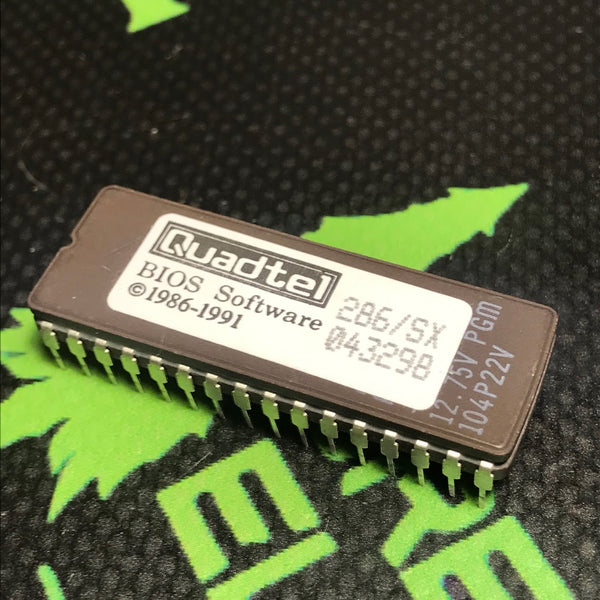 Quadtel
BIOS Software
©1986-1991
286/SX
043298
12.75V PGM
104P22V